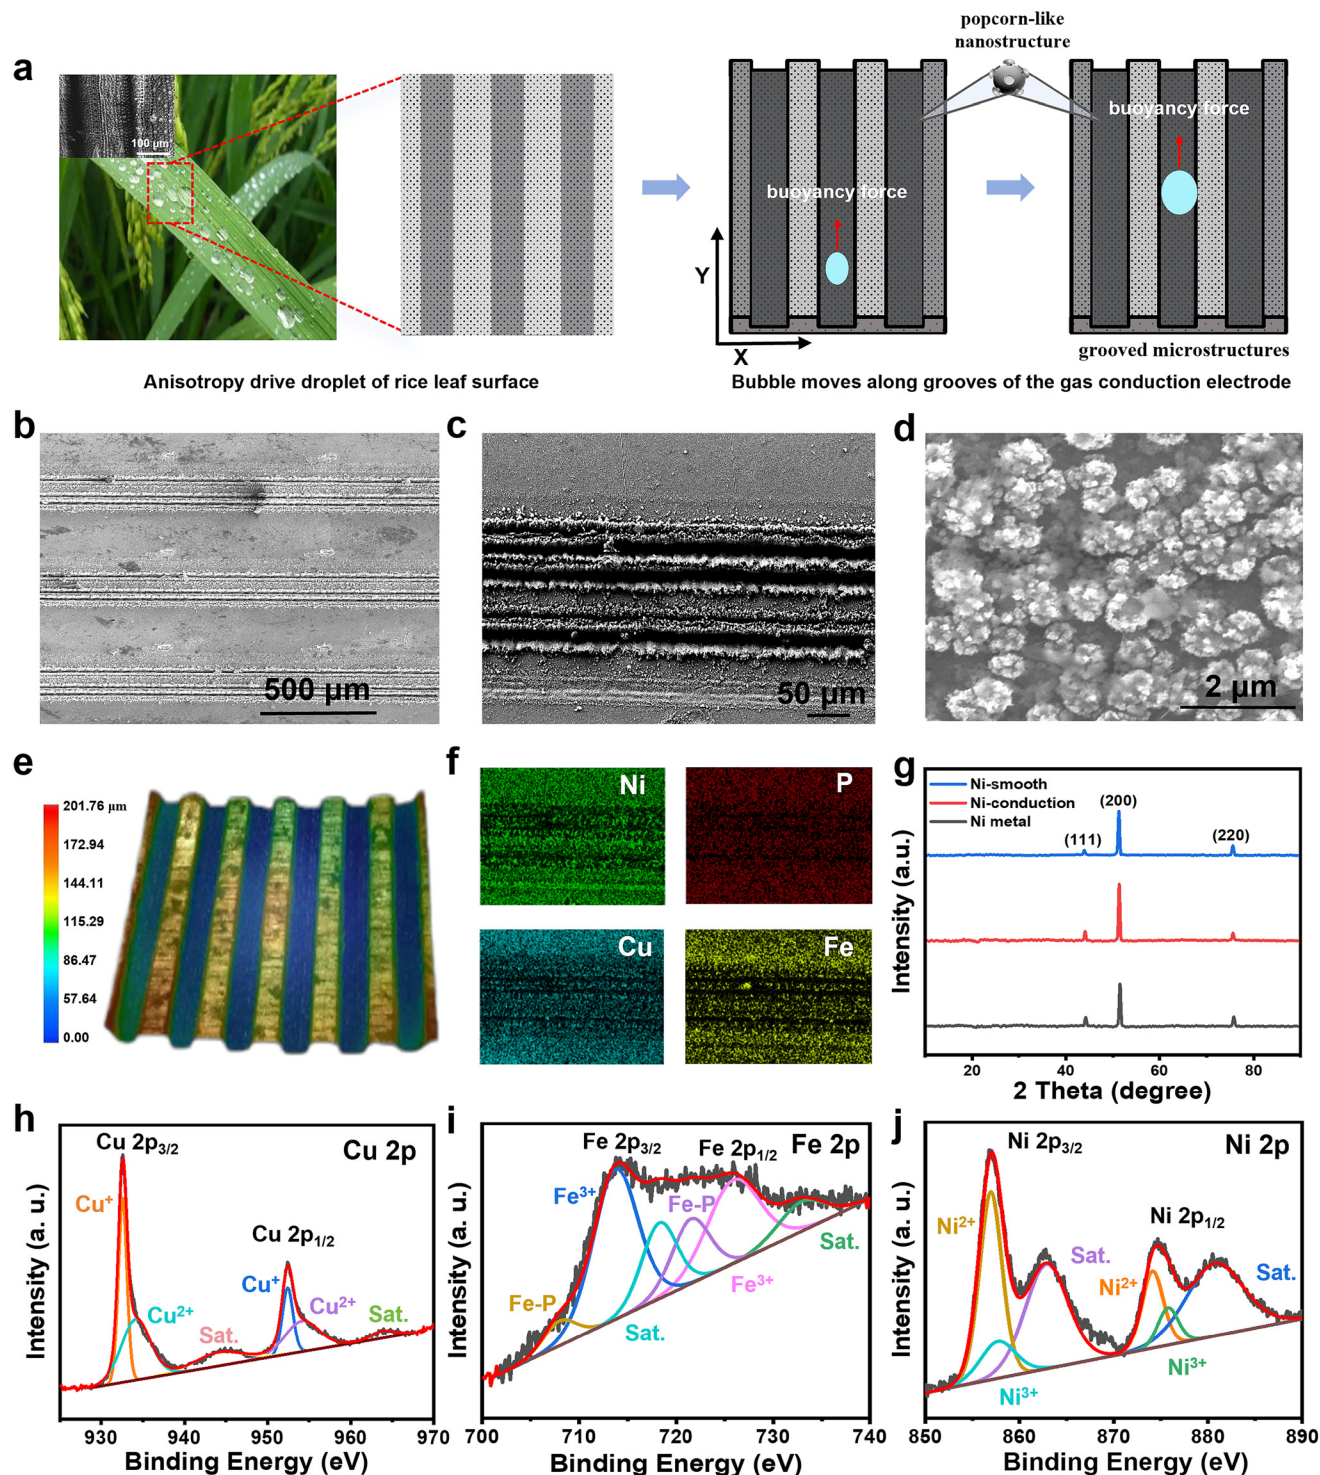 a
100 µm
popcorn-like
nanostructure
buoyancy force
buoyancy force
Y
X
grooved microstructures
Anisotropy drive droplet of rice leaf surface
Bubble moves along grooves of the gas conduction electrode
b
500 µm
c
50 µm
d
2 µm
e
201.76 µm
172.94
144.11
115.29
86.47
57.64
0.00
f
Ni
P
Cu
Fe
g
Ni-smooth
Ni-conduction
Ni metal
(111)
(200)
(220)
Intensity (a.u.)
20
40
60
80
2 Theta (degree)
h
Cu 2p3/2
Cu 2p
Cu⁺
Cu²⁺
Sat.
Cu 2p1/2
Cu⁺
Cu²⁺
Sat.
Intensity (a. u.)
930
940
950
960
970
Binding Energy (eV)
i
Fe 2p3/2
Fe 2p1/2
Fe 2p
Fe³⁺
Fe-P
Fe-P
Sat.
Fe³⁺
Sat.
Intensity (a. u.)
700
710
720
730
740
Binding Energy (eV)
j
Ni 2p3/2
Ni 2p
Ni²⁺
Ni³⁺
Sat.
Ni 2p1/2
Ni²⁺
Ni³⁺
Sat.
Intensity (a. u.)
850
860
870
880
890
Binding Energy (eV)